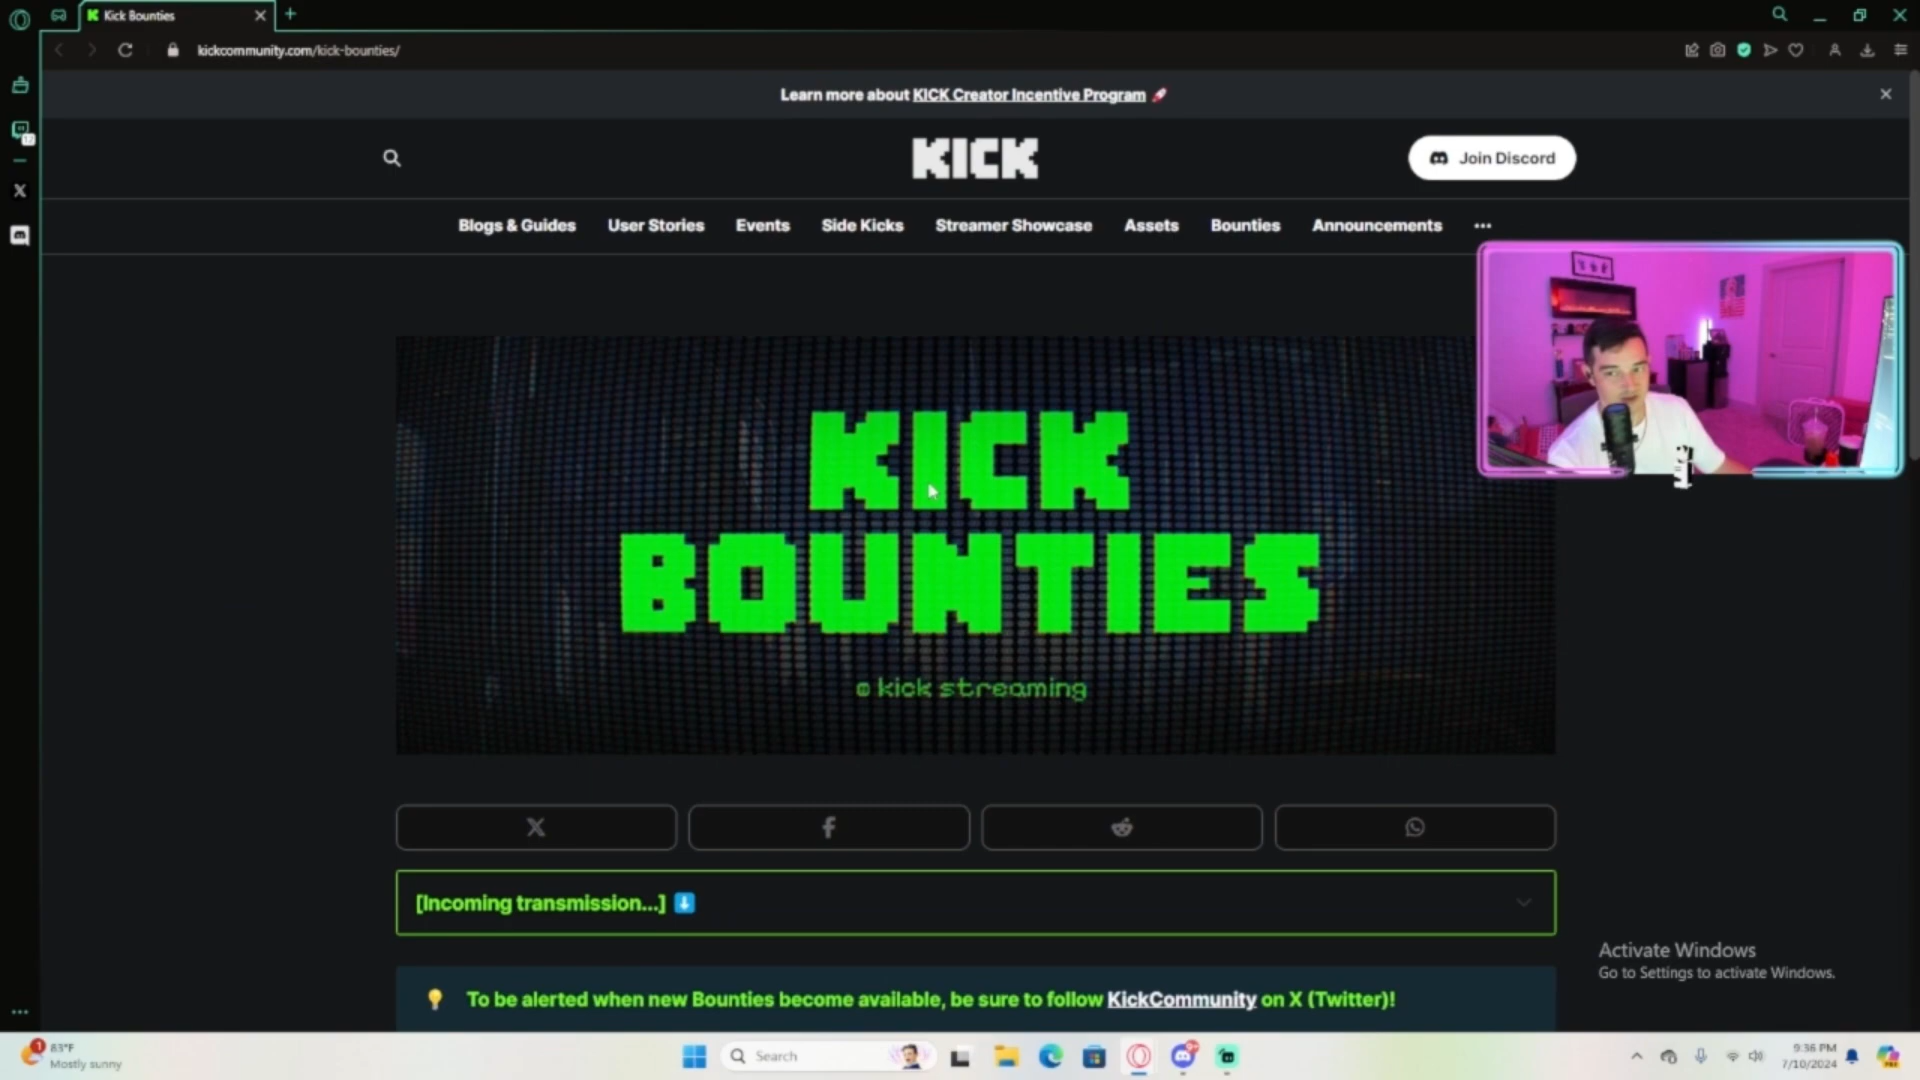 Kick Bounties
kickcommunity.com/kick-bounties/
Learn more about KICK Creator Incentive Program 🚀
KICK
Join Discord
Blogs & Guides User Stories Events Side Kicks Streamer Showcase Assets Bounties Announcements •••
KICK
BOUNTIES
@ kick streaming
[Incoming transmission...] ⬇️
💡 To be alerted when new Bounties become available, be sure to follow KickCommunity on X (Twitter)!
Activate Windows
Go to Settings to activate Windows.
83°F
Mostly sunny
Search
9:36 PM
7/10/2024